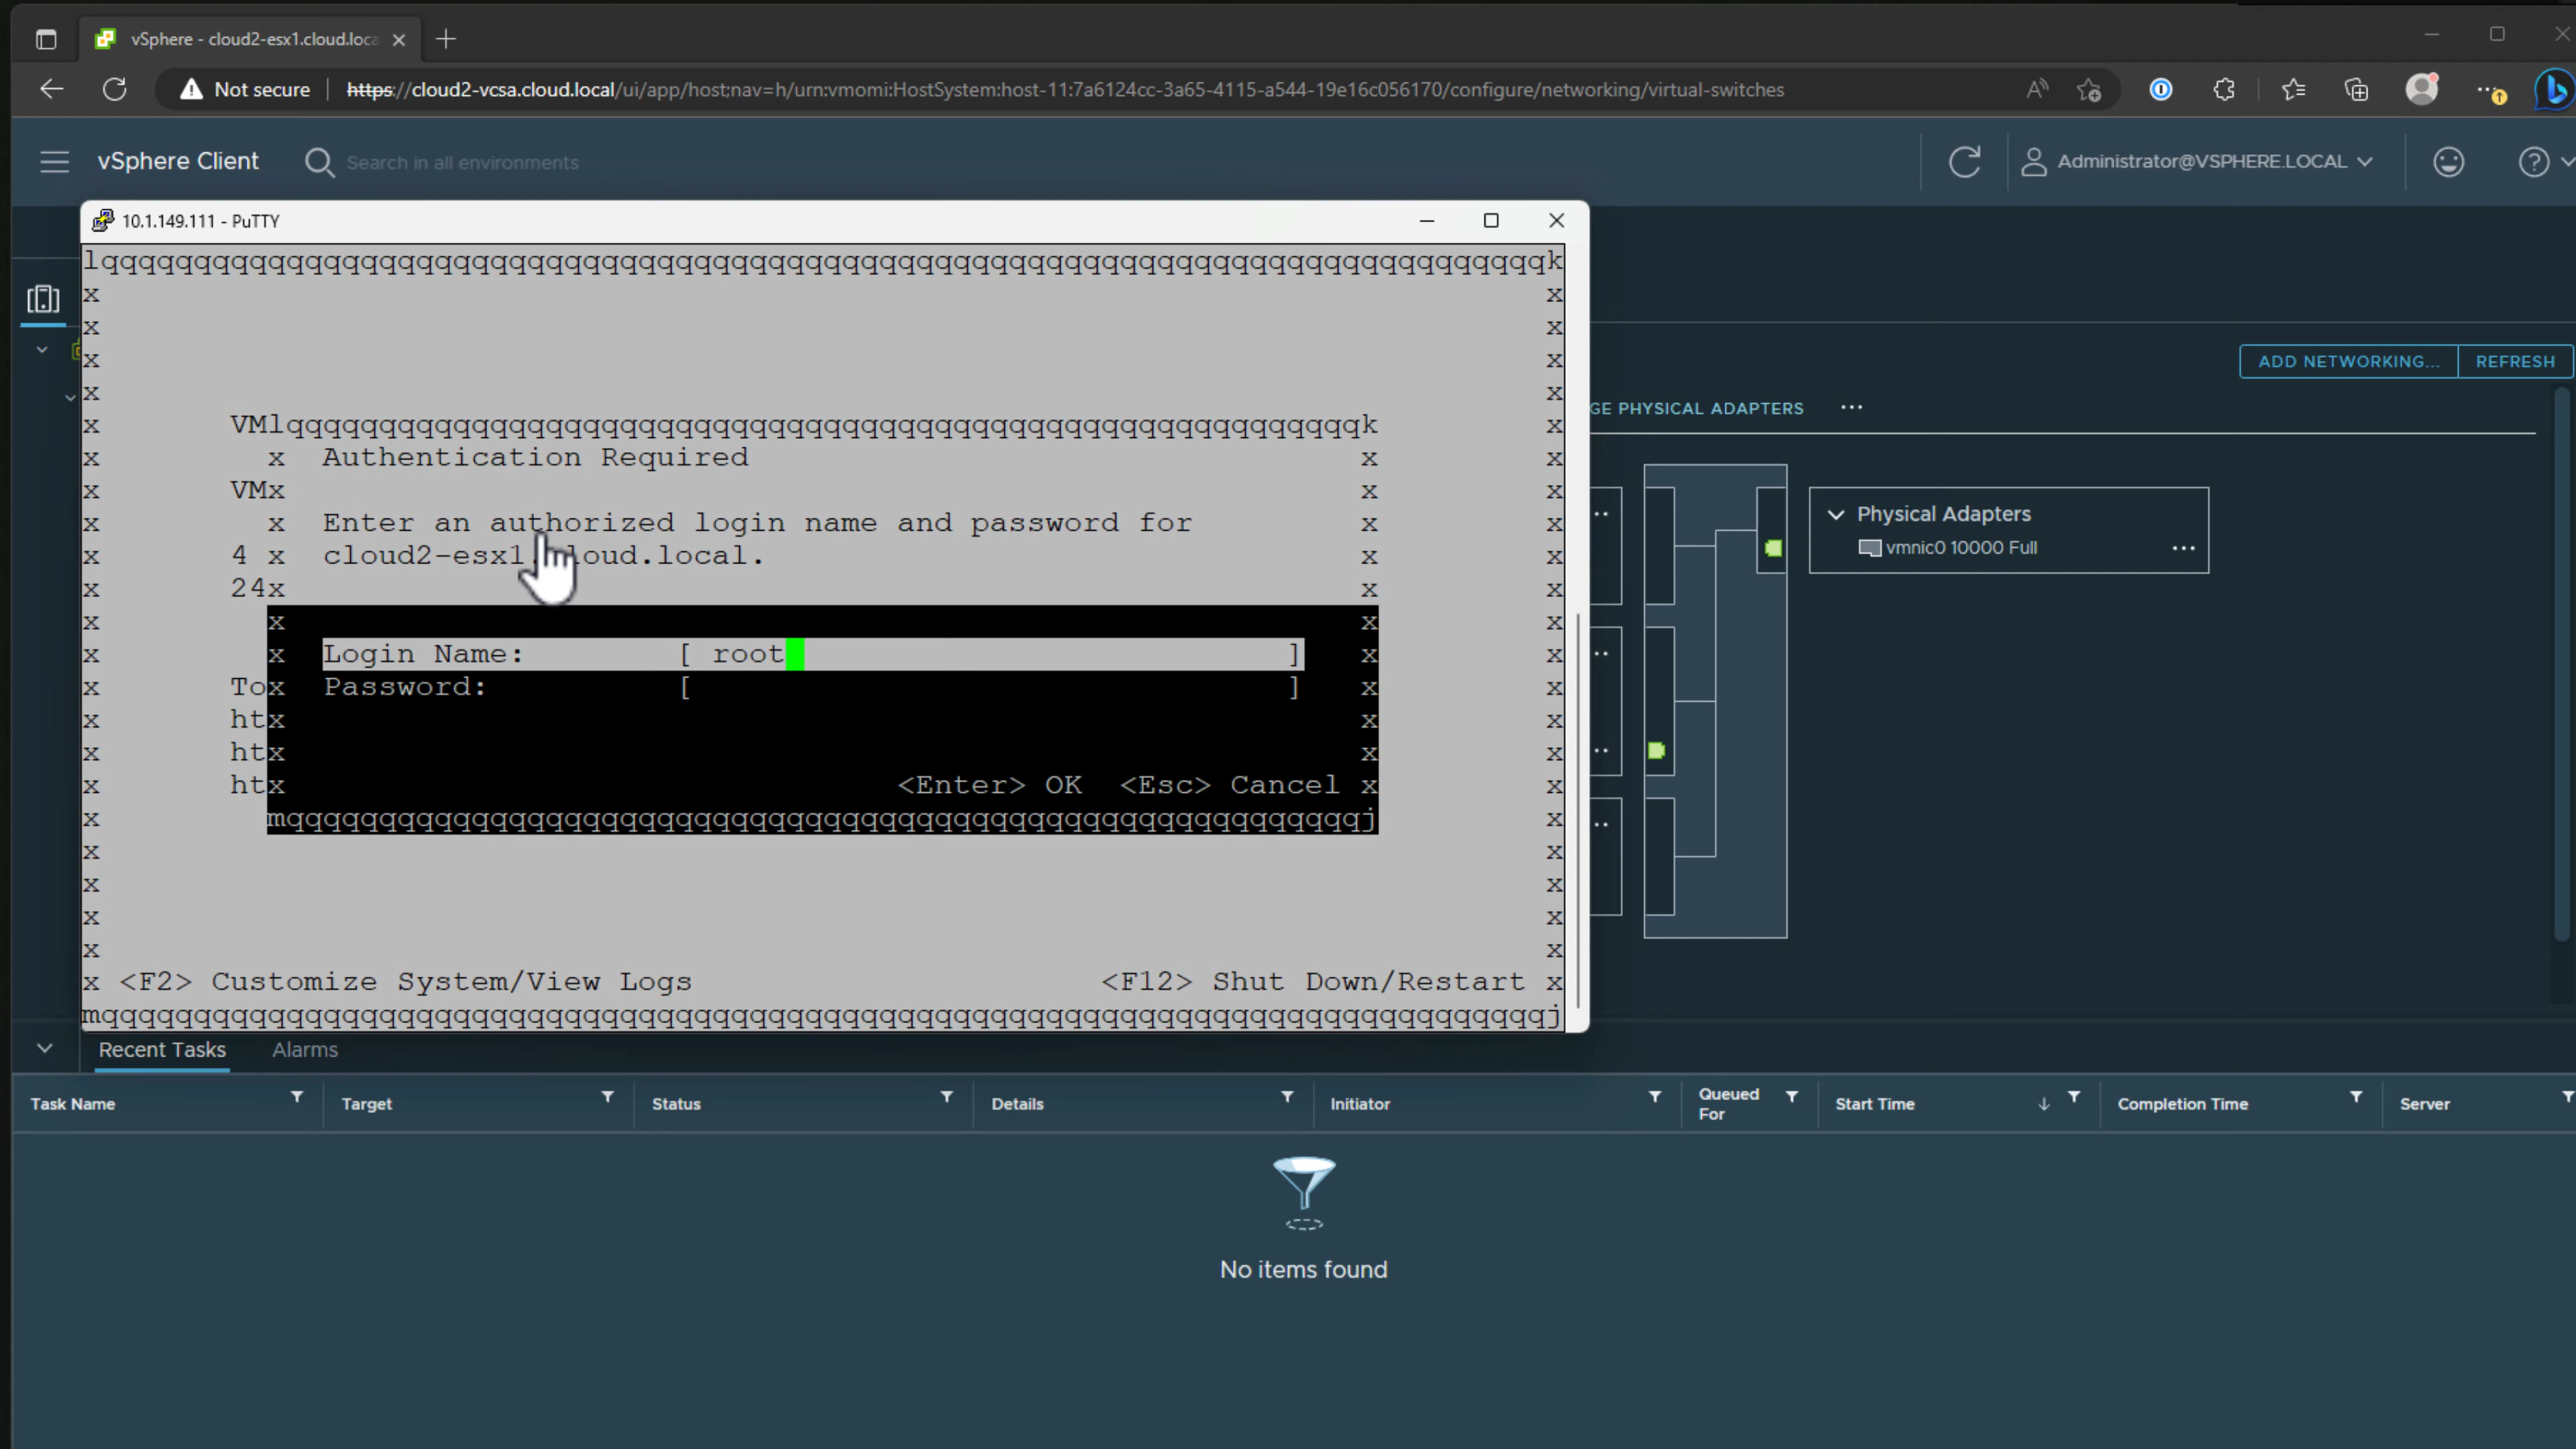 vSphere - cloud2-esx1.cloud.loca
Not secure
https://cloud2-vcsa.cloud.local/ui/app/host;nav=h/urn:vmomi:HostSystem:host-11:7a6124cc-3a65-4115-a544-19e16c056170/configure/networking/virtual-switches
vSphere Client
Search in all environments
Administrator@VSPHERE.LOCAL
10.1.149.111 - PuTTY
lqqqqqqqqqqqqqqqqqqqqqqqqqqqqqqqqqqqqqqqqqqqqqqqqqqqqqqqqqqqqqqqqqqqqqqqqqqqqqqk
x x
x x
x x
x x
x VMlqqqqqqqqqqqqqqqqqqqqqqqqqqqqqqqqqqqqqqqqqqqqqqqqqqqqqqqqqqk x
x x Authentication Required x x
x VMx x x
x x Enter an authorized login name and password for x x
x 4 x cloud2-esx1.cloud.local. x x
x 24x x x
x x x x
x x Login Name: [ root ] x x
x Tox Password: [ ] x x
x htx x x
x htx x x
x htx <Enter> OK <Esc> Cancel x x
x mqqqqqqqqqqqqqqqqqqqqqqqqqqqqqqqqqqqqqqqqqqqqqqqqqqqqqqqqqqj x
x x
x x
x x
x x
x <F2> Customize System/View Logs <F12> Shut Down/Restart x
mqqqqqqqqqqqqqqqqqqqqqqqqqqqqqqqqqqqqqqqqqqqqqqqqqqqqqqqqqqqqqqqqqqqqqqqqqqqqqqj
ADD NETWORKING...
REFRESH
GE PHYSICAL ADAPTERS
Physical Adapters
vmnic0 10000 Full
Recent Tasks
Alarms
Task Name
Target
Status
Details
Initiator
Queued
For
Start Time
Completion Time
Server
No items found